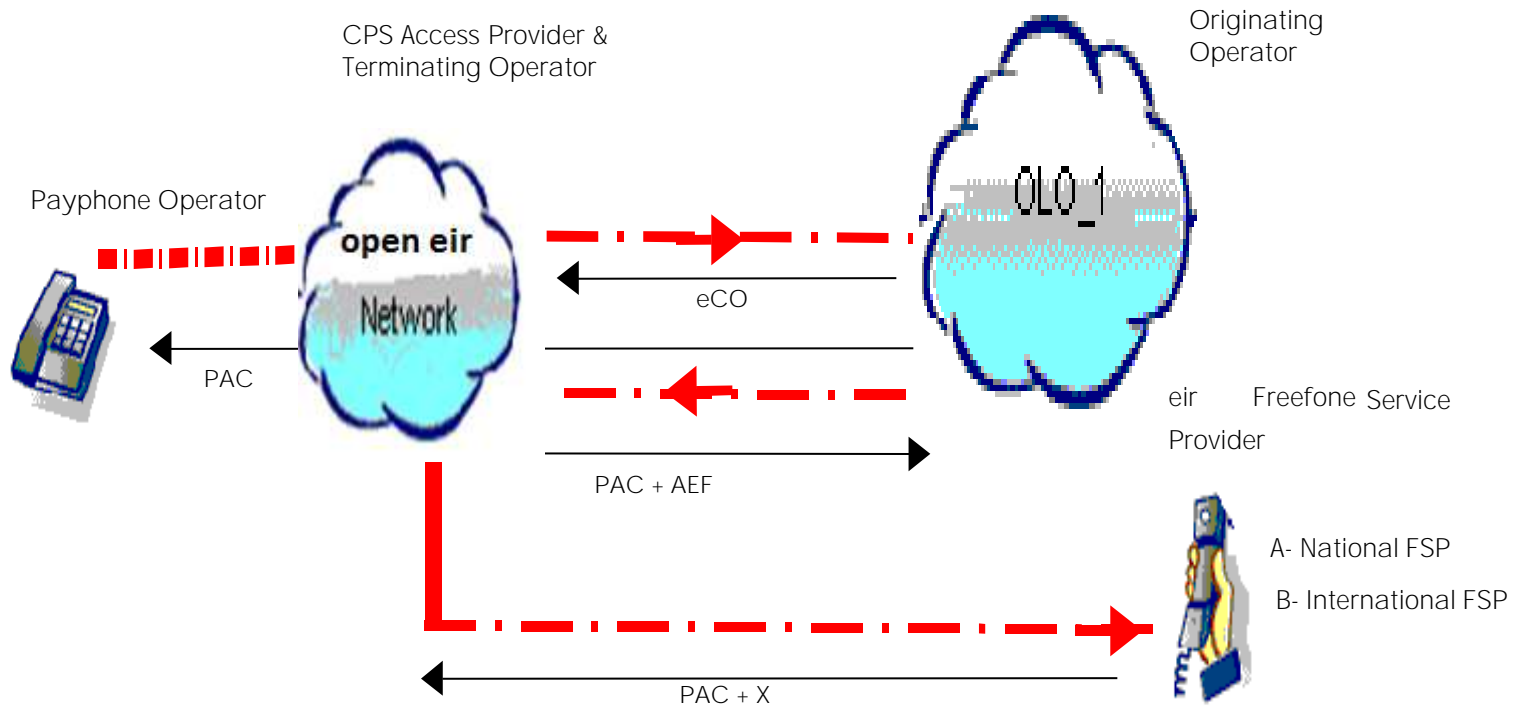 CPS Access Provider &
Terminating Operator
Originating
Operator
Payphone Operator
open eir
Network
OLO_1
eCO
PAC
PAC + AEF
eir Freefone Service
Provider
A- National FSP
B- International FSP
PAC + X